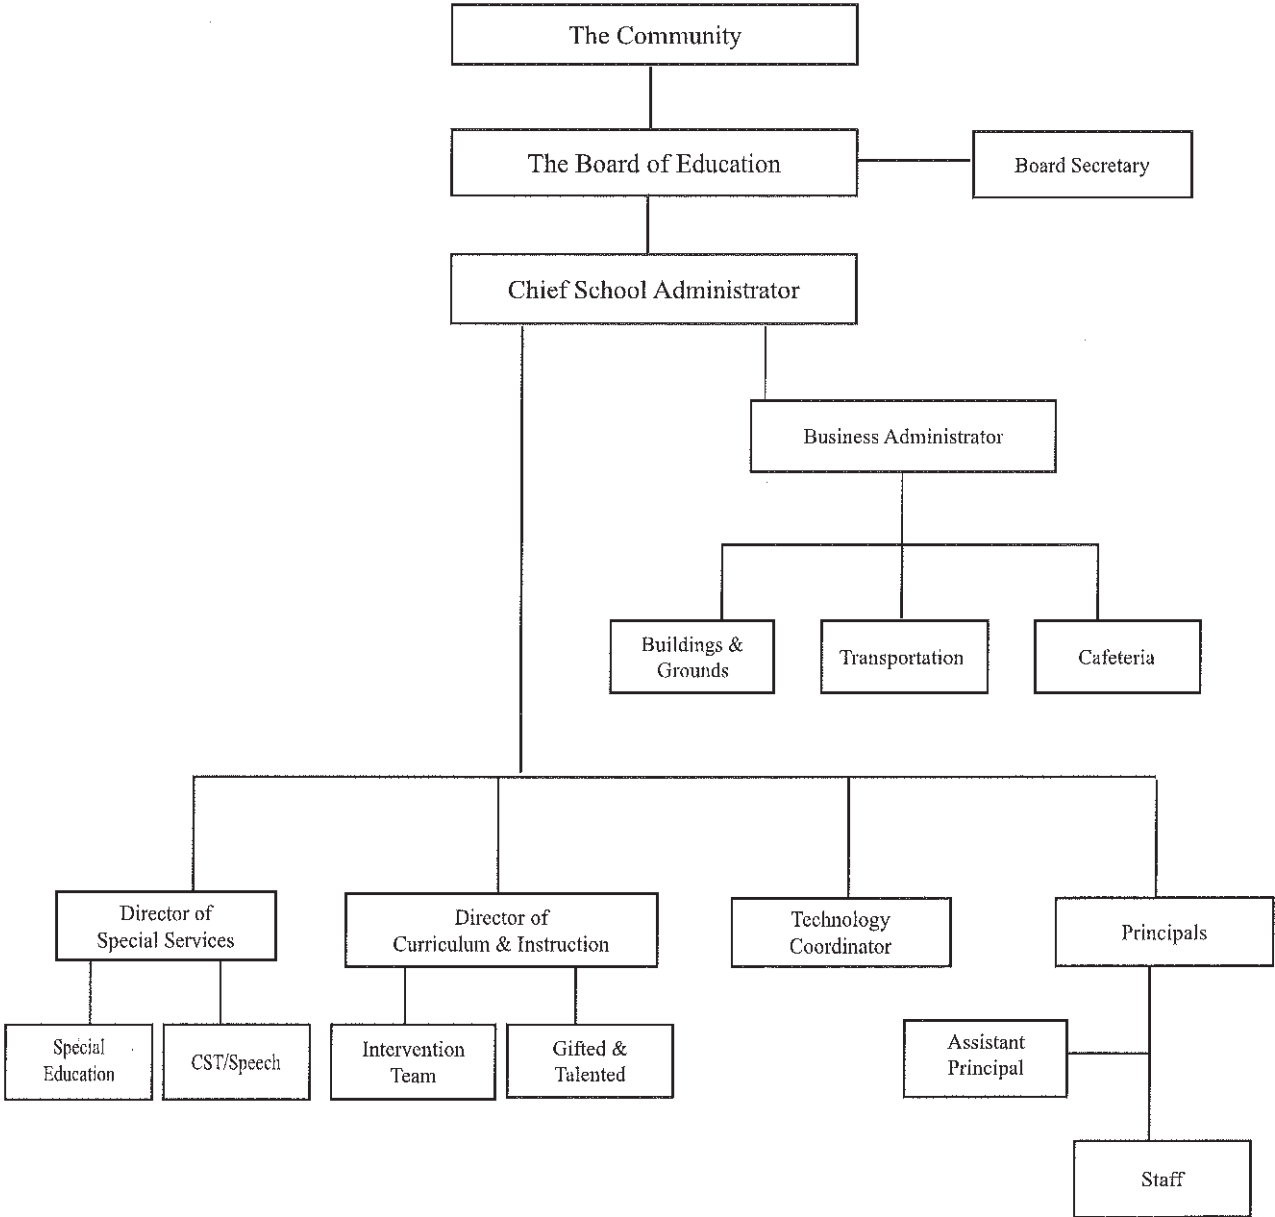 The Community
The Board of Education
Board Secretary
Chief School Administrator
Business Administrator
Buildings &
Grounds
Transportation
Cafeteria
Director of
Special Services
Director of
Curriculum & Instruction
Technology
Coordinator
Principals
Special
Education
CST/Speech
Intervention
Team
Gifted &
Talented
Assistant
Principal
Staff